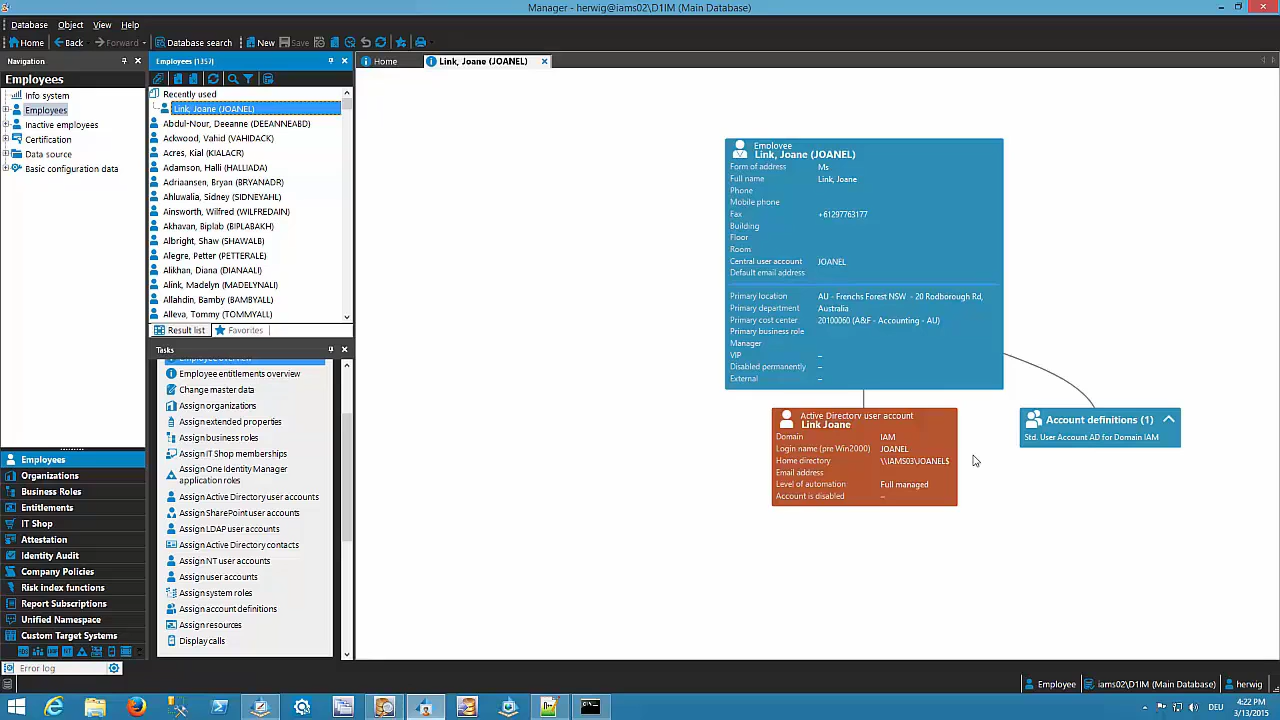 Manager - herwig@iams02\D1IM (Main Database)
Database Object View Help
Home Back Forward Database search New Save
Navigation
Employees (1357)
Home
Link, Joane (JOANEL)
Employees
Info system
Employees
Inactive employees
Certification
Data source
Basic configuration data
Recently used
Link, Joane (JOANEL)
Abdul-Nour, Deeanne (DEEANNEABD)
Ackwood, Vahid (VAHIDACK)
Acres, Kial (KIALACR)
Adamson, Halli (HALLIADA)
Adriaansen, Bryan (BRYANADR)
Ahluwalia, Sidney (SIDNEYAHL)
Ainsworth, Wilfred (WILFREDAIN)
Akhavan, Biplab (BIPLABAKH)
Albright, Shaw (SHAWALB)
Alegre, Petter (PETTERALE)
Alikhan, Diana (DIANAALI)
Alink, Madelyn (MADELYNALI)
Allahdin, Bamby (BAMBYALL)
Alleva, Tommy (TOMMYALL)
Result list Favorites
Tasks
Employee overview
Employee entitlements overview
Change master data
Assign organizations
Assign extended properties
Assign business roles
Assign IT Shop memberships
Assign One Identity Manager
application roles
Assign Active Directory user accounts
Assign SharePoint user accounts
Assign LDAP user accounts
Assign Active Directory contacts
Assign NT user accounts
Assign user accounts
Assign system roles
Assign account definitions
Assign resources
Display calls
Employees
Organizations
Business Roles
Entitlements
IT Shop
Attestation
Identity Audit
Company Policies
Risk index functions
Report Subscriptions
Unified Namespace
Custom Target Systems
Error log
Employee
Link, Joane (JOANEL)
Form of address Ms
Full name Link, Joane
Phone
Mobile phone
Fax +61297763177
Building
Floor
Room
Central user account JOANEL
Default email address
Primary location AU - Frenchs Forest NSW - 20 Rodborough Rd,
Primary department Australia
Primary cost center 20100060 (A&F - Accounting - AU)
Primary business role
Manager
VIP –
Disabled permanently –
External –
Active Directory user account
Link Joane
Domain IAM
Login name (pre Win2000) JOANEL
Home directory \\IAMS03\JOANEL$
Email address
Level of automation Full managed
Account is disabled –
Account definitions (1)
Std. User Account AD for Domain IAM
Employee iams02\D1IM (Main Database) herwig
DEU
4:22 PM
3/13/2015